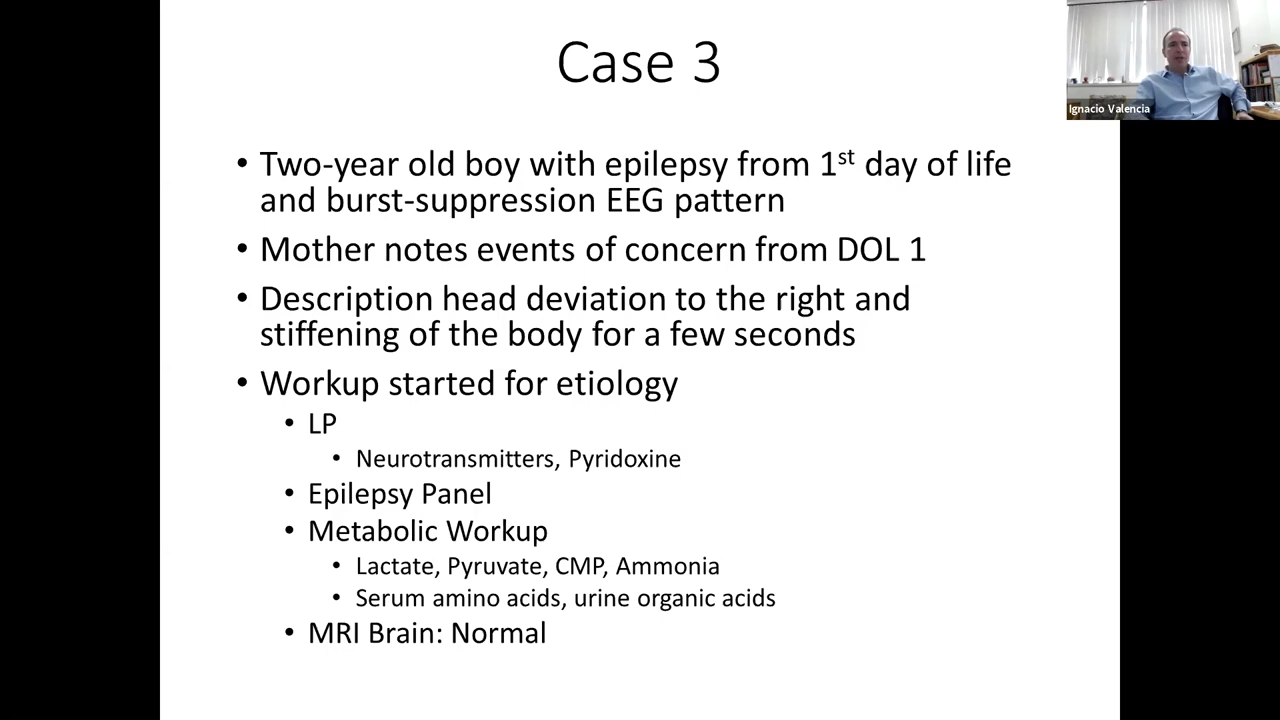 Case 3
Ignacio Valencia
• Two-year old boy with epilepsy from 1st day of life
and burst-suppression EEG pattern
• Mother notes events of concern from DOL 1
• Description head deviation to the right and
stiffening of the body for a few seconds
• Workup started for etiology
• LP
• Neurotransmitters, Pyridoxine
• Epilepsy Panel
• Metabolic Workup
• Lactate, Pyruvate, CMP, Ammonia
• Serum amino acids, urine organic acids
• MRI Brain: Normal